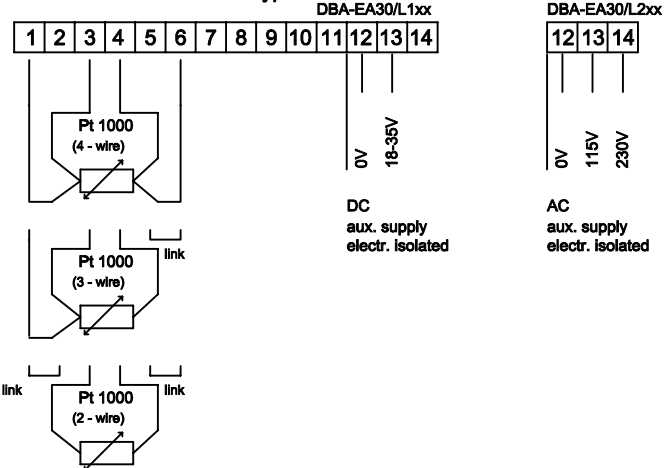 DBA-EA30/L1xx
DBA-EA30/L2xx
1 2 3 4 5 6 7 8 9 10 11 12 13 14
12 13 14
Pt 1000
(4 - wire)
0V
18-35V
0V
115V
230V
DC
aux. supply
electr. isolated
AC
aux. supply
electr. isolated
link
Pt 1000
(3 - wire)
link
link
Pt 1000
(2 - wire)